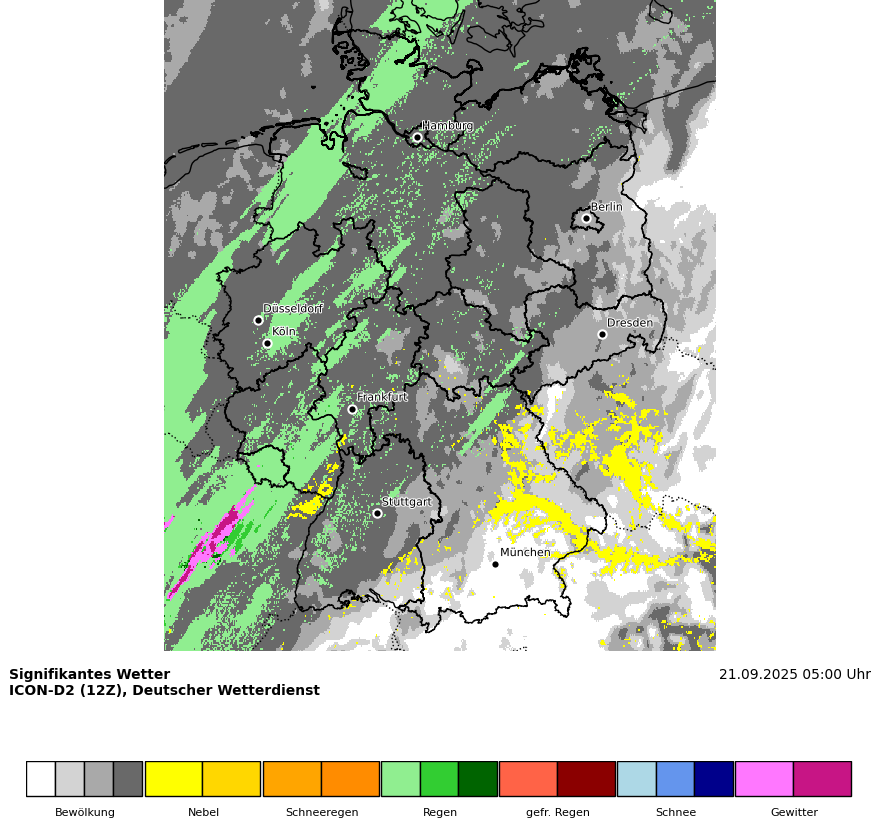 Hamburg
Berlin
Düsseldorf
Köln
Dresden
Frankfurt
Stuttgart
München
Signifikantes Wetter
21.09.2025 05:00 Uhr
ICON-D2 (12Z), Deutscher Wetterdienst
Bewölkung Nebel Schneeregen Regen gefr. Regen Schnee Gewitter